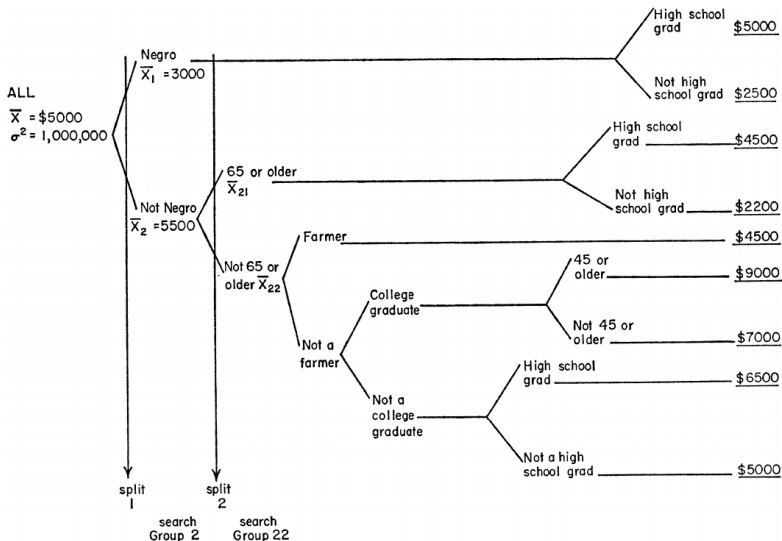 ALL
X̄ = $5000
σ² = 1,000,000
Negro
X̄₁ = 3000
Not Negro
X̄₂ = 5500
65 or older
X̄₂₁
Not 65 or
older X̄₂₂
Farmer
Not a
farmer
College
graduate
Not a
college
graduate
High school
grad
$5000
Not high
school grad
$2500
High school
grad
$4500
Not high
school grad
$2200
$4500
45 or
older
$9000
Not 45 or
older
$7000
High school
grad
$6500
Not a high
school grad
$5000
split
1
split
2
search
Group 2
search
Group 22